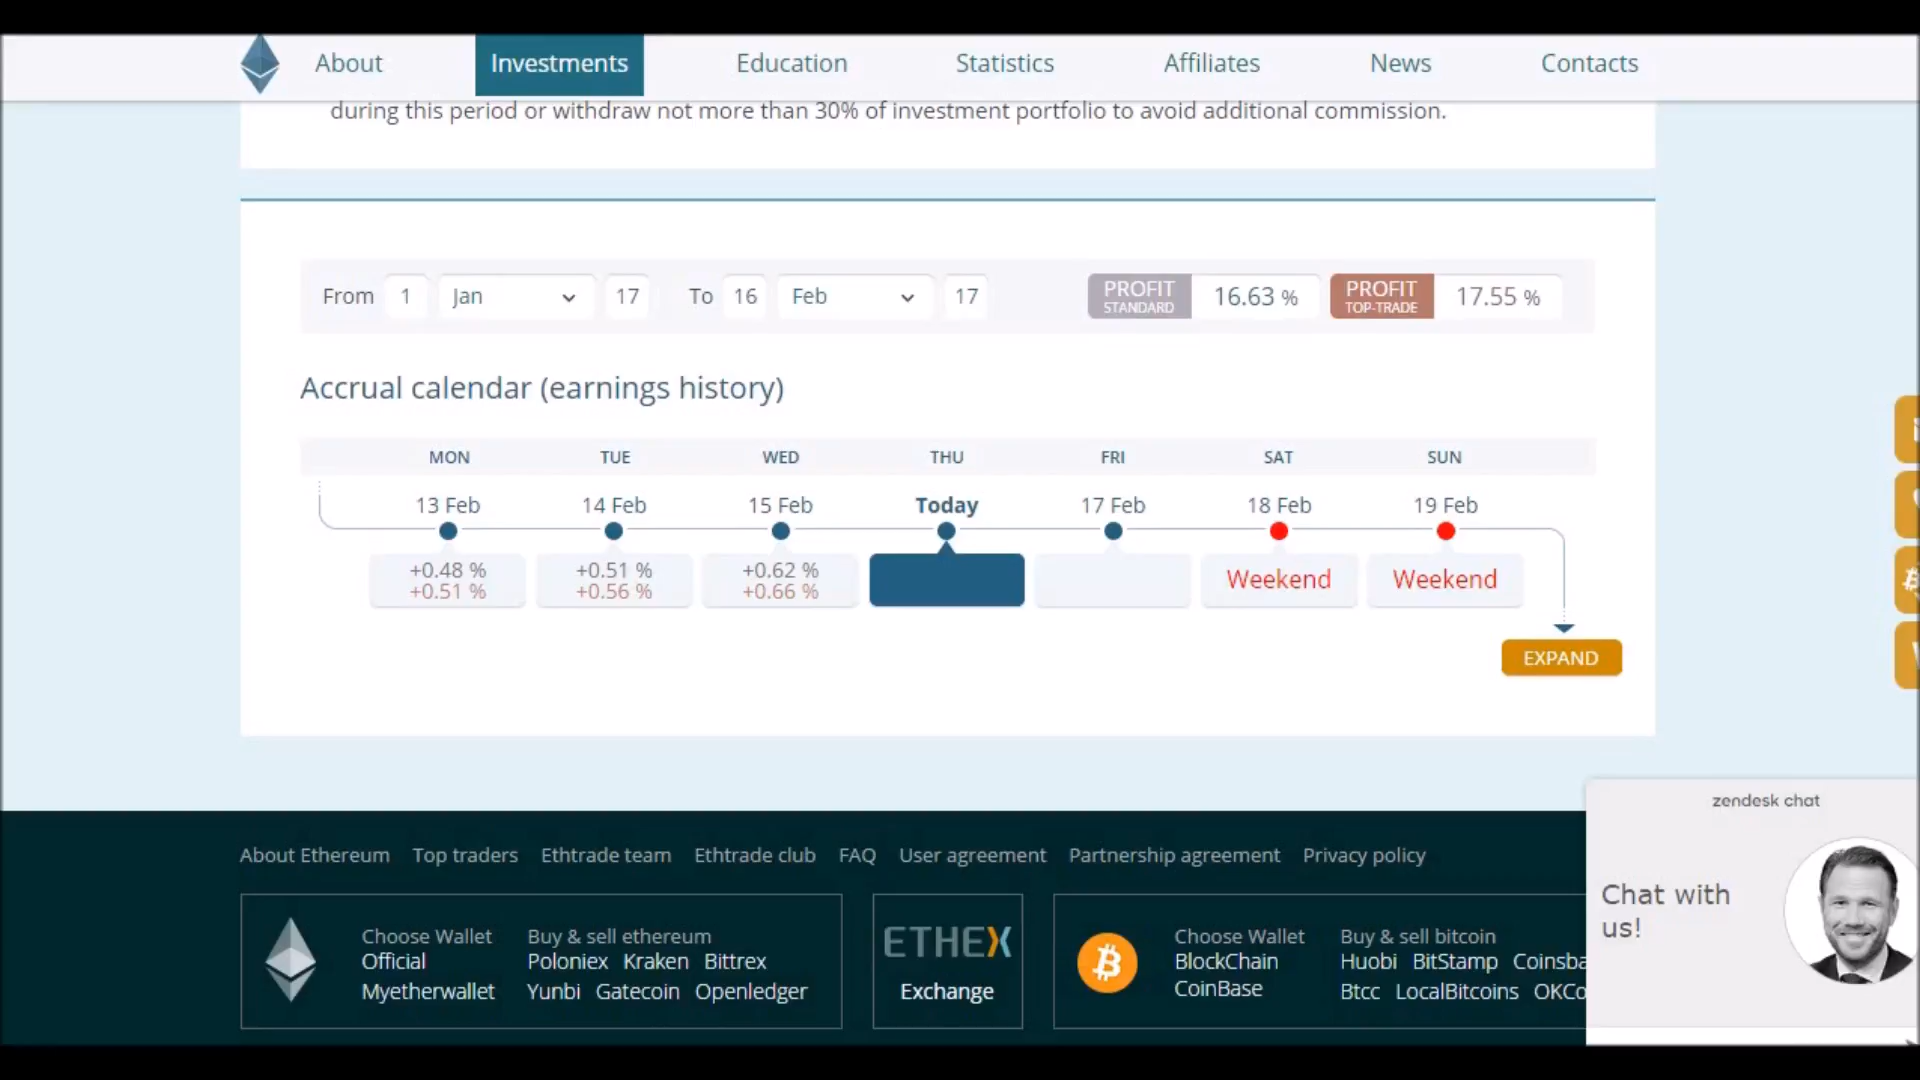 About Investments Education Statistics Affiliates News Contacts
during this period or withdraw not more than 30% of investment portfolio to avoid additional commission.
From 1 Jan 17 To 16 Feb 17 PROFIT STANDARD 16.63 % PROFIT TOP-TRADE 17.55 %
Accrual calendar (earnings history)
MON TUE WED THU FRI SAT SUN
13 Feb 14 Feb 15 Feb Today 17 Feb 18 Feb 19 Feb
+0.48 % +0.51 % +0.62 % Weekend Weekend
+0.51 % +0.56 % +0.66 %
EXPAND
zendesk chat
Chat with
us!
About Ethereum Top traders Ethtrade team Ethtrade club FAQ User agreement Partnership agreement Privacy policy
Choose Wallet
Official
Myetherwallet
Buy & sell ethereum
Poloniex Kraken Bittrex
Yunbi Gatecoin Openledger
ETHEX
Exchange
Choose Wallet
BlockChain
CoinBase
Buy & sell bitcoin
Huobi BitStamp Coinsba
Btcc LocalBitcoins OKCo